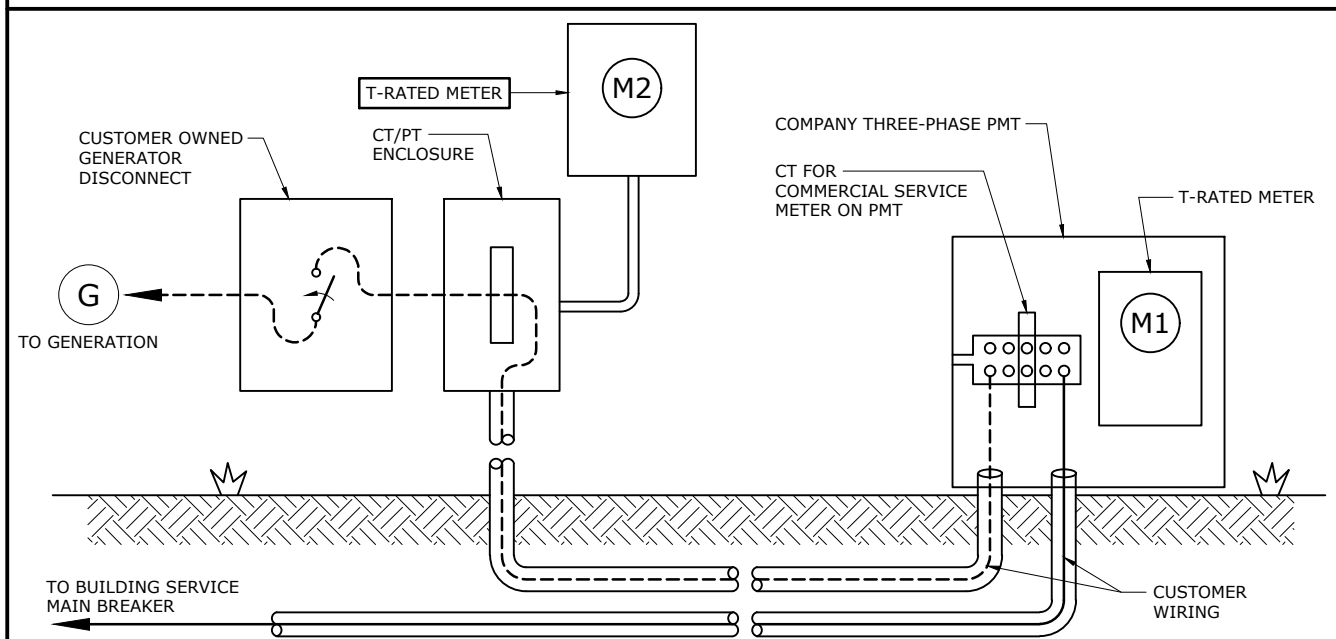 M2
T-RATED METER
CUSTOMER OWNED
GENERATOR
DISCONNECT
CT/PT
ENCLOSURE
COMPANY THREE-PHASE PMT
CT FOR
COMMERCIAL SERVICE
METER ON PMT
T-RATED METER
G
TO GENERATION
M1
TO BUILDING SERVICE
MAIN BREAKER
CUSTOMER
WIRING